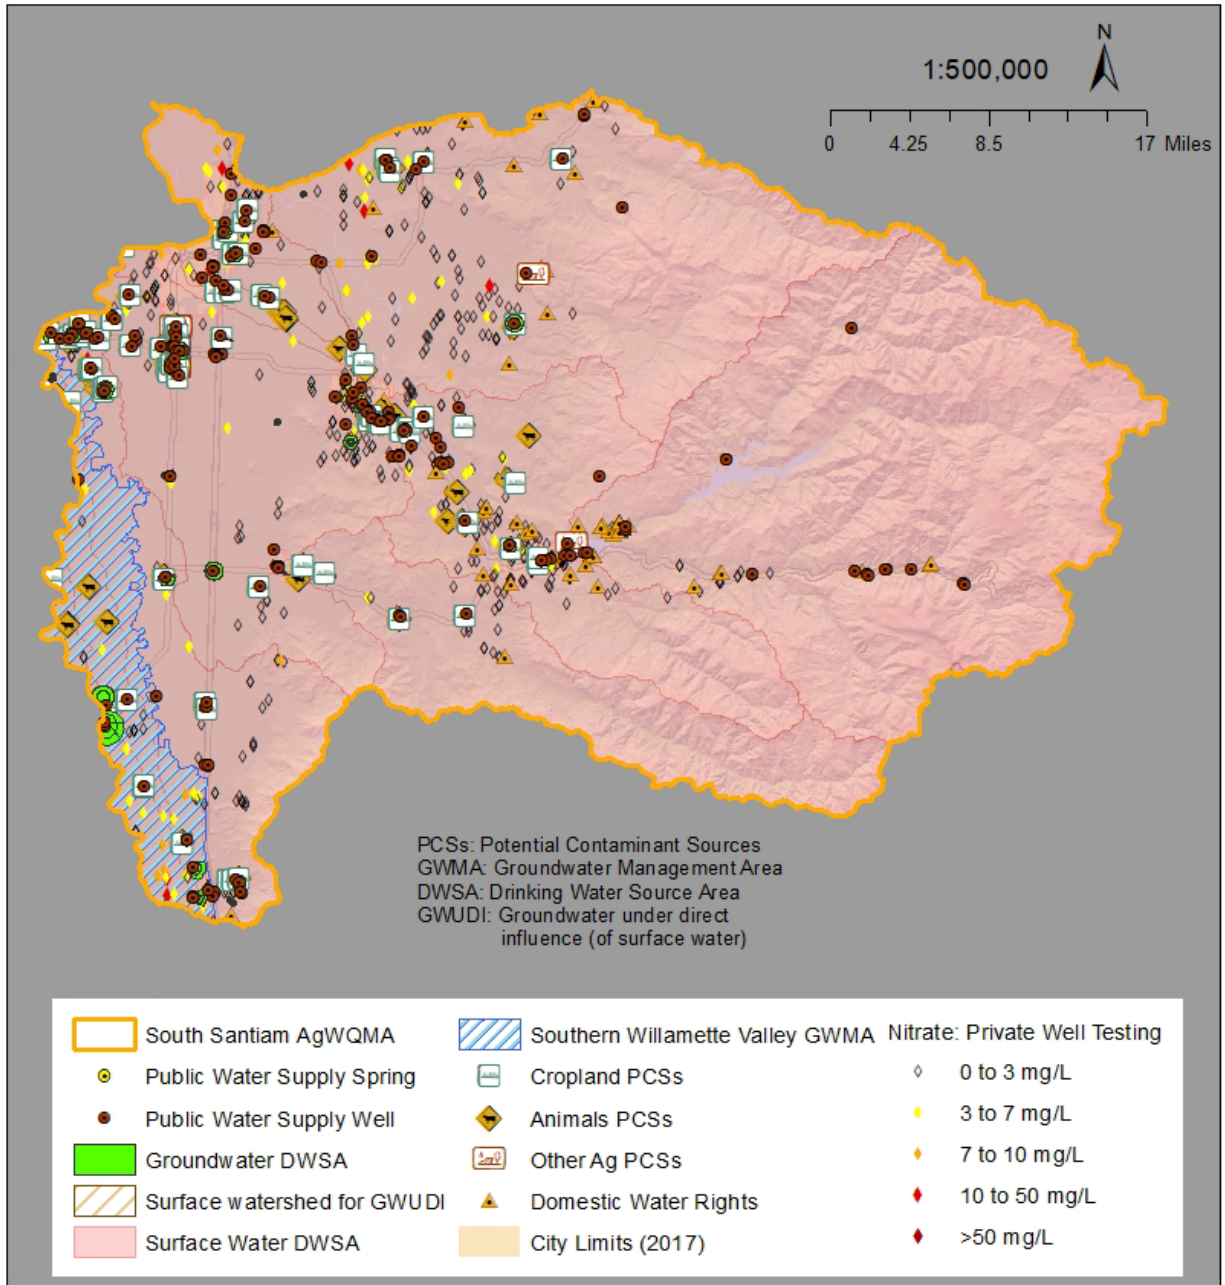 N
1:500,000
0 4.25 8.5 17 Miles
PCSs: Potential Contaminant Sources
GWMA: Groundwater Management Area
DWSA: Drinking Water Source Area
GWUDI: Groundwater under direct
influence (of surface water)
South Santiam AgWQMA
Southern Willamette Valley GWMA
Nitrate: Private Well Testing
Public Water Supply Spring
Cropland PCSs
0 to 3 mg/L
Public Water Supply Well
Animals PCSs
3 to 7 mg/L
Groundwater DWSA
Other Ag PCSs
7 to 10 mg/L
Surface watershed for GWUDI
Domestic Water Rights
10 to 50 mg/L
Surface Water DWSA
City Limits (2017)
>50 mg/L